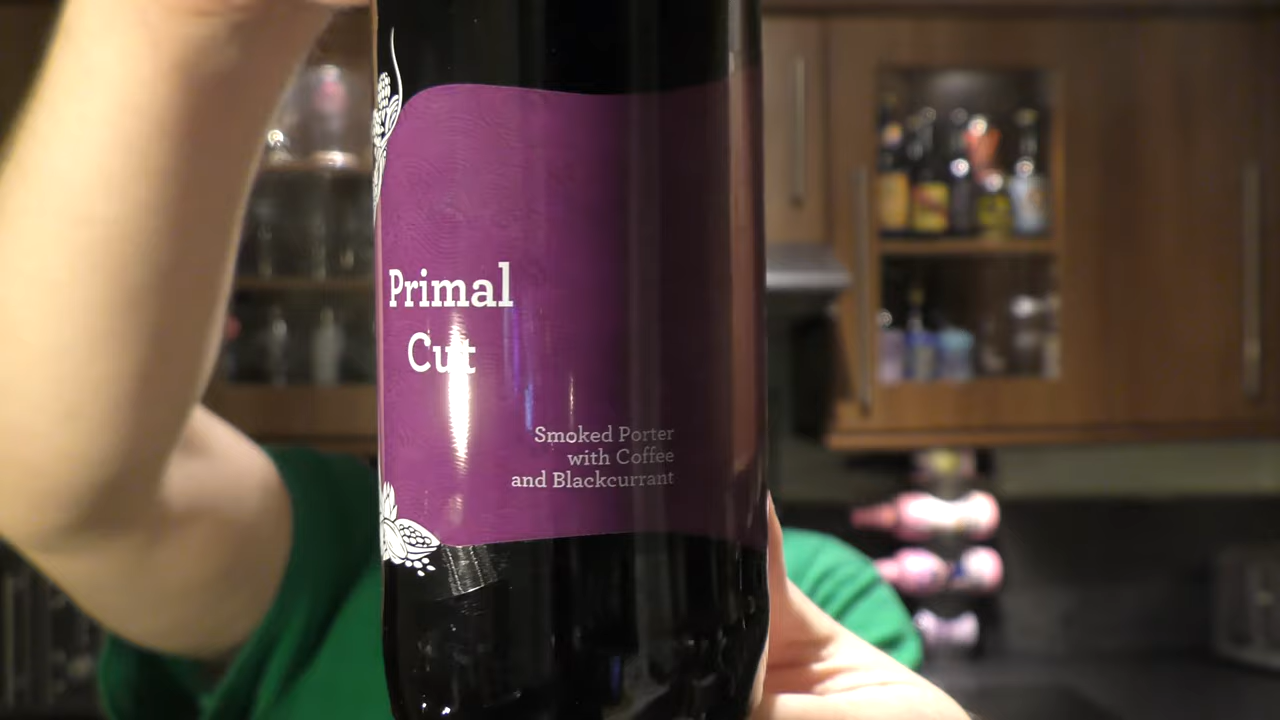 Primal
Cut
Smoked Porter
with Coffee
and Blackcurrant